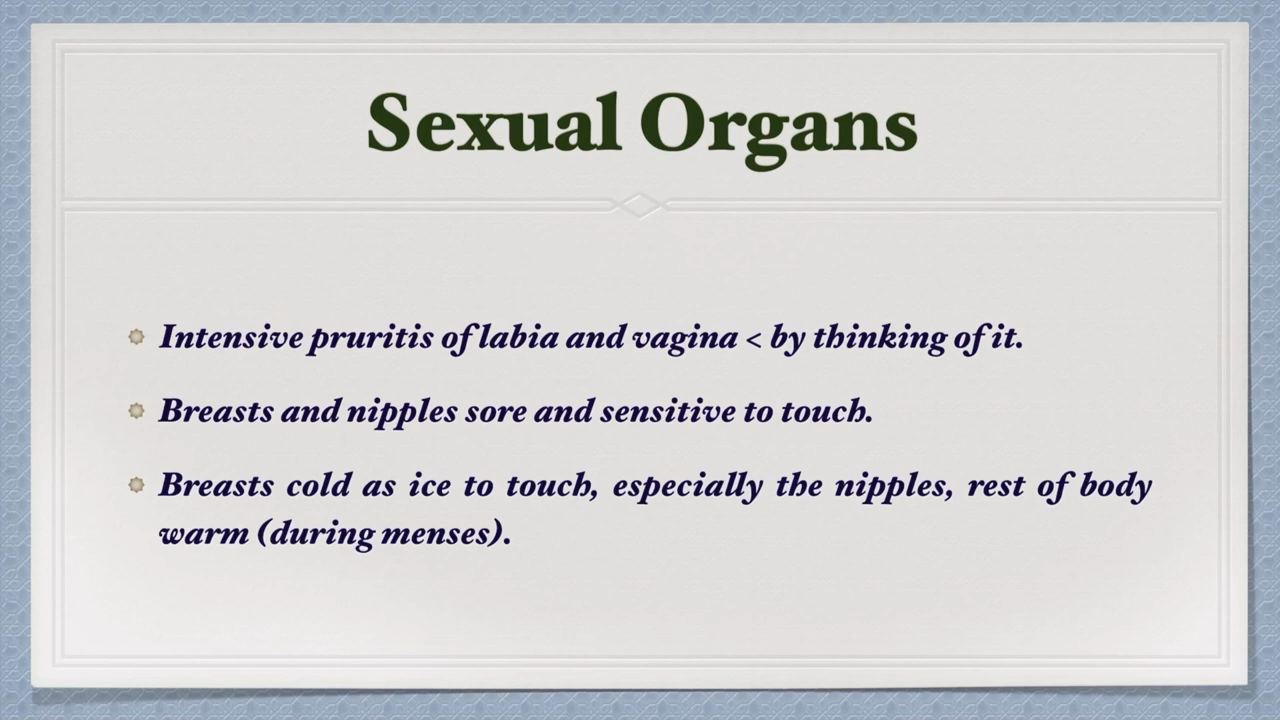 Sexual Organs
Intensive pruritis of labia and vagina < by thinking of it.
Breasts and nipples sore and sensitive to touch.
Breasts cold as ice to touch, especially the nipples, rest of body
warm (during menses).